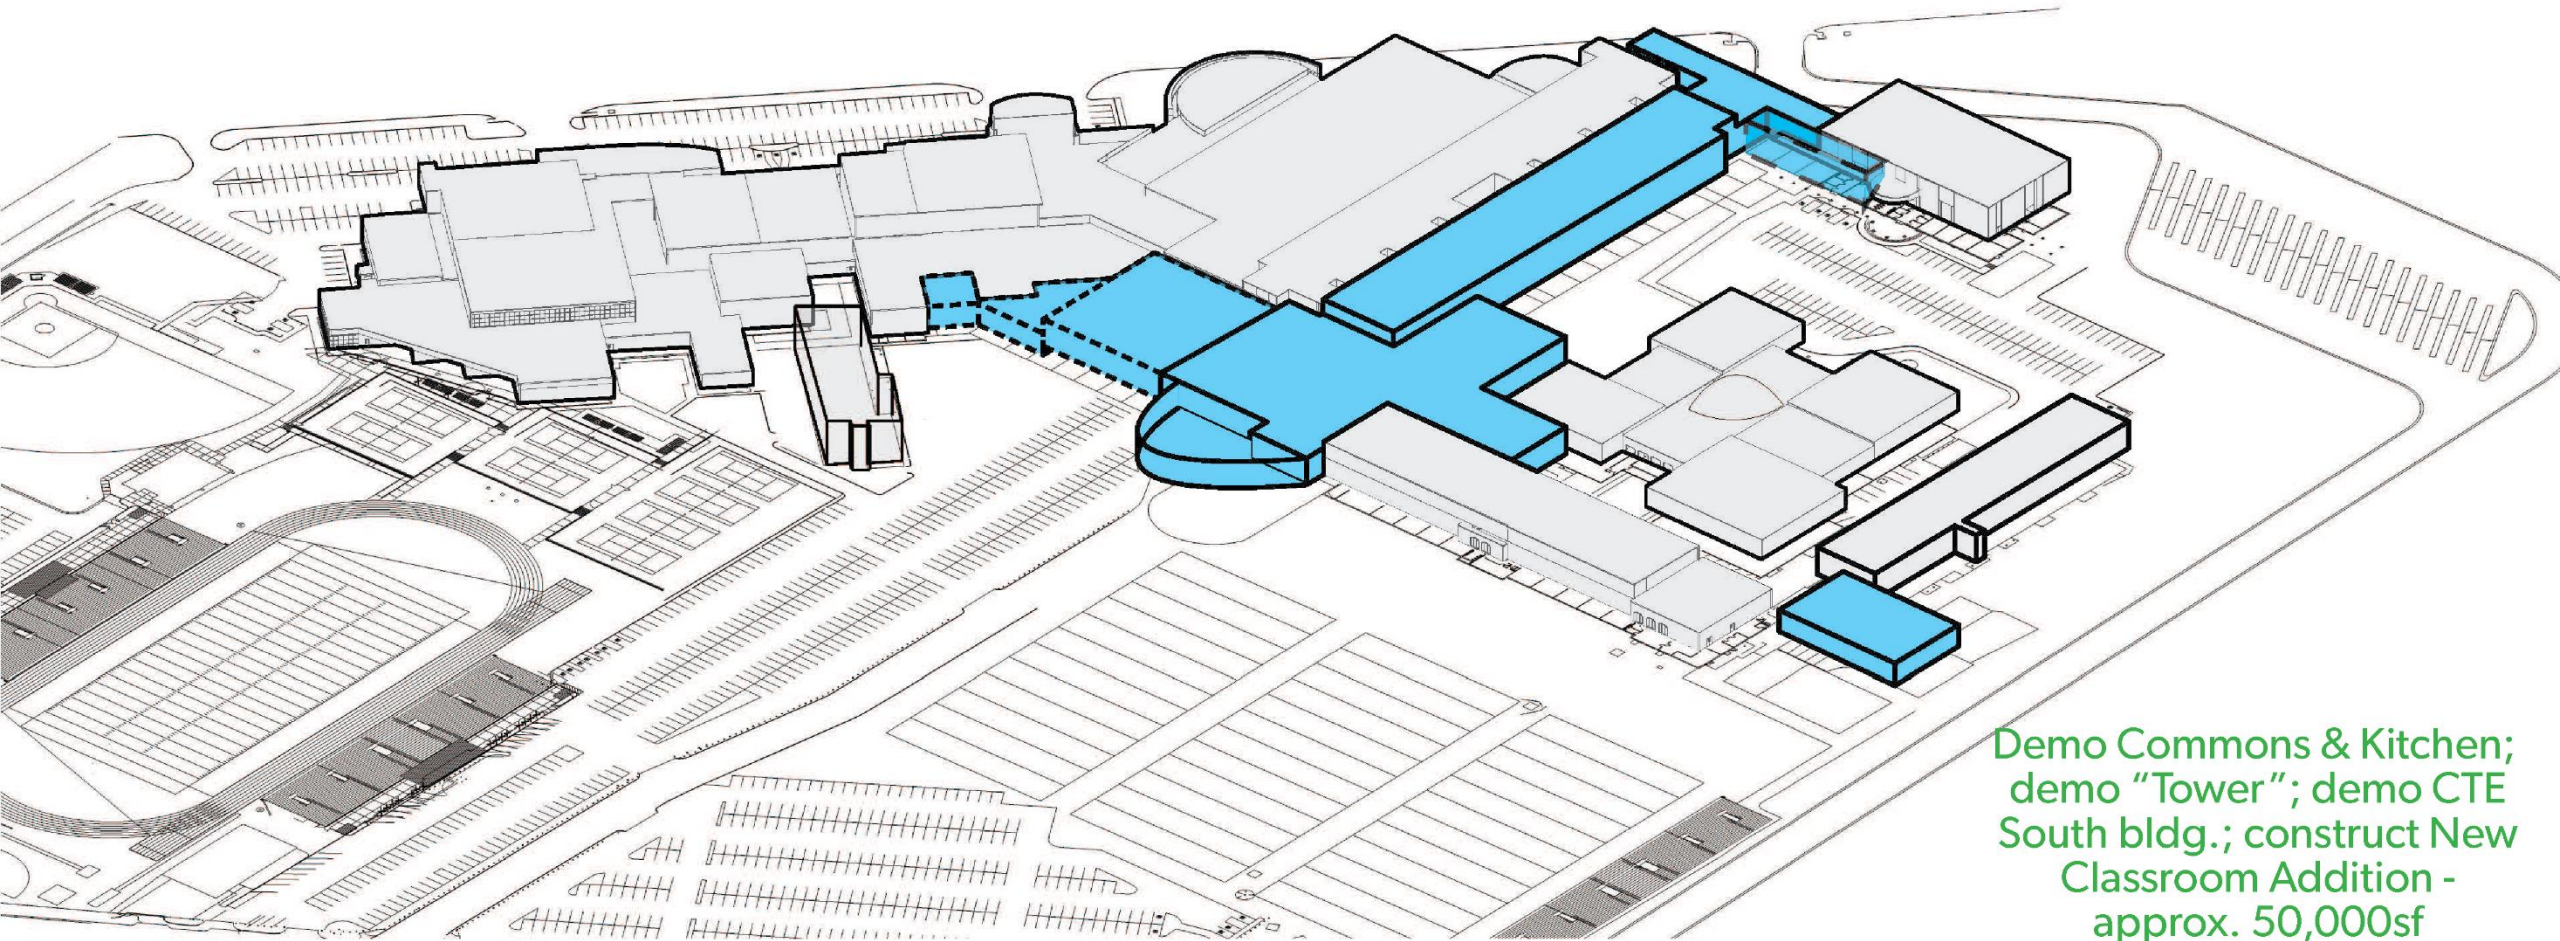 Demo Commons & Kitchen;
demo “Tower”; demo CTE
South bldg.; construct New
Classroom Addition -
approx. 50,000sf